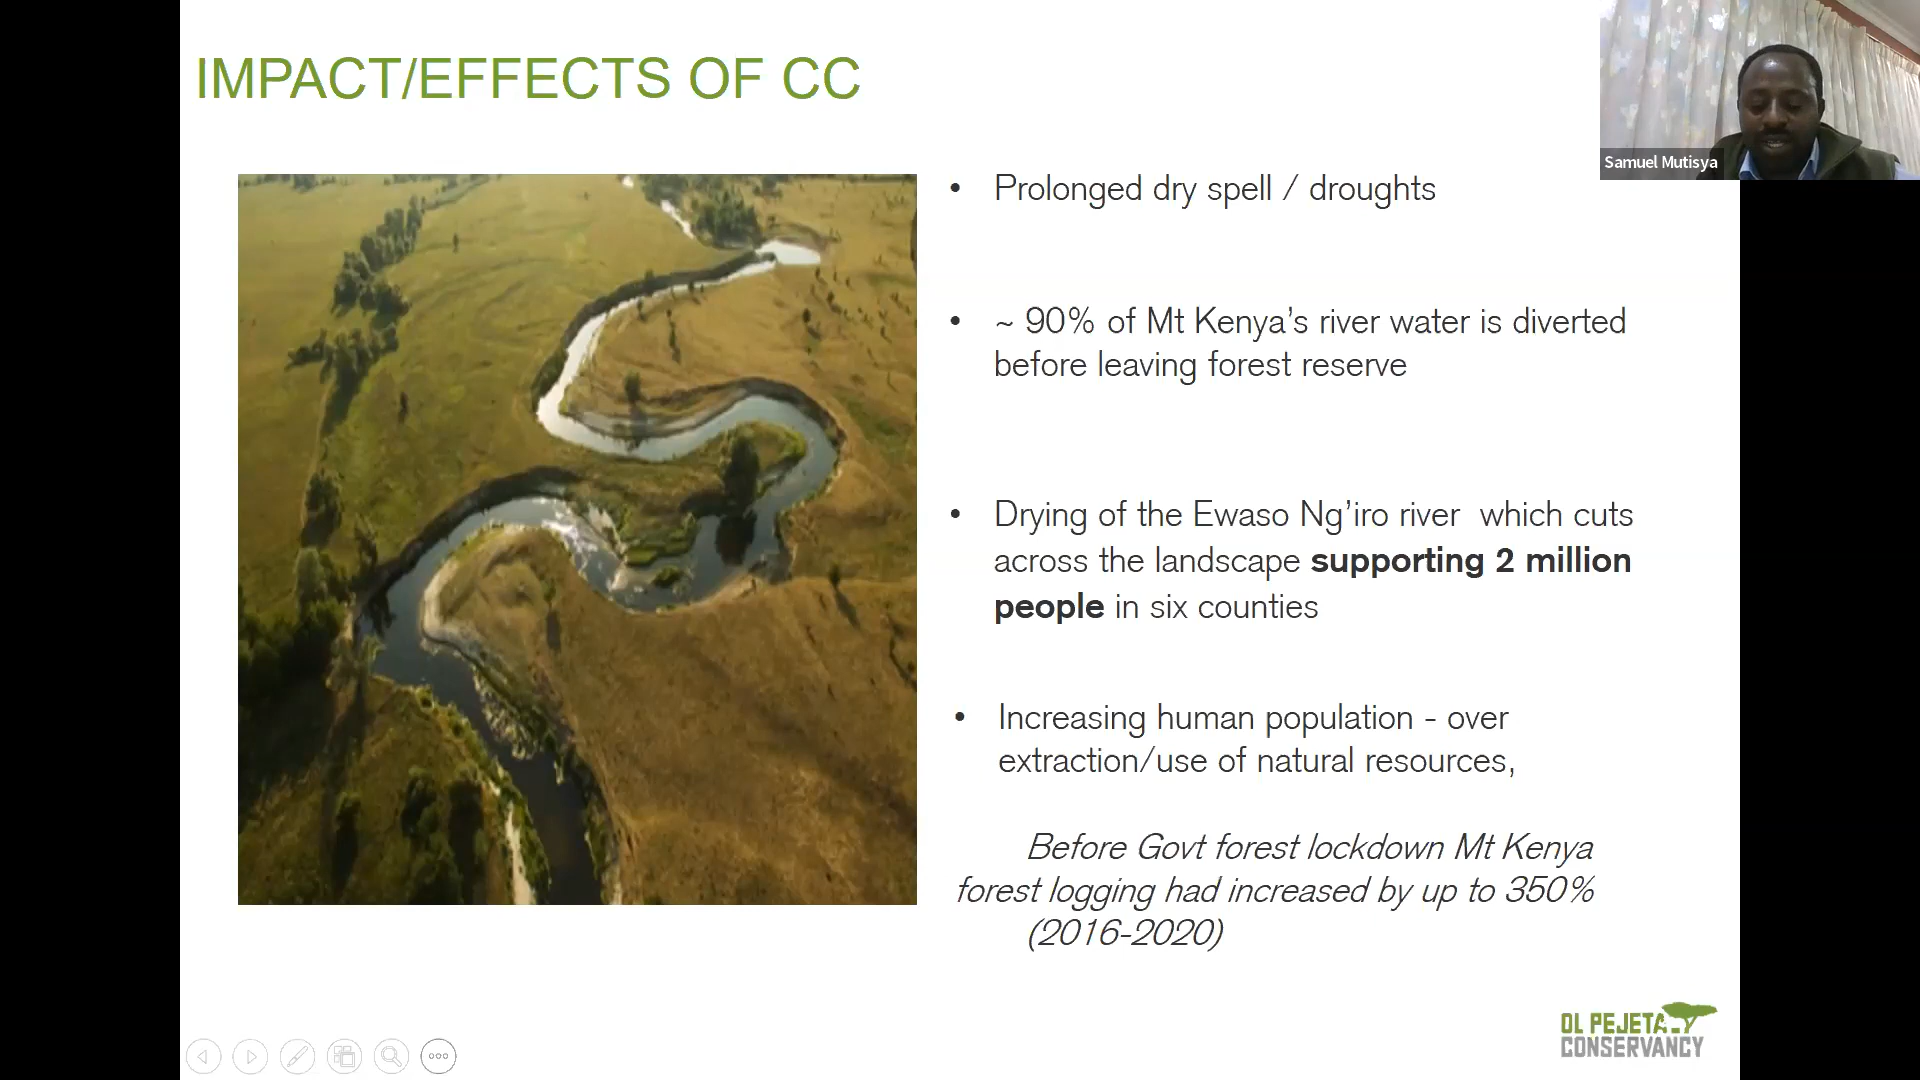 IMPACT/EFFECTS OF CC
Samuel Mutisya
• Prolonged dry spell / droughts
• ~ 90% of Mt Kenya’s river water is diverted
before leaving forest reserve
• Drying of the Ewaso Ng’iro river which cuts
across the landscape supporting 2 million
people in six counties
• Increasing human population - over
extraction/use of natural resources,
Before Govt forest lockdown Mt Kenya
forest logging had increased by up to 350%
(2016-2020)
OL PEJETA
CONSERVANCY